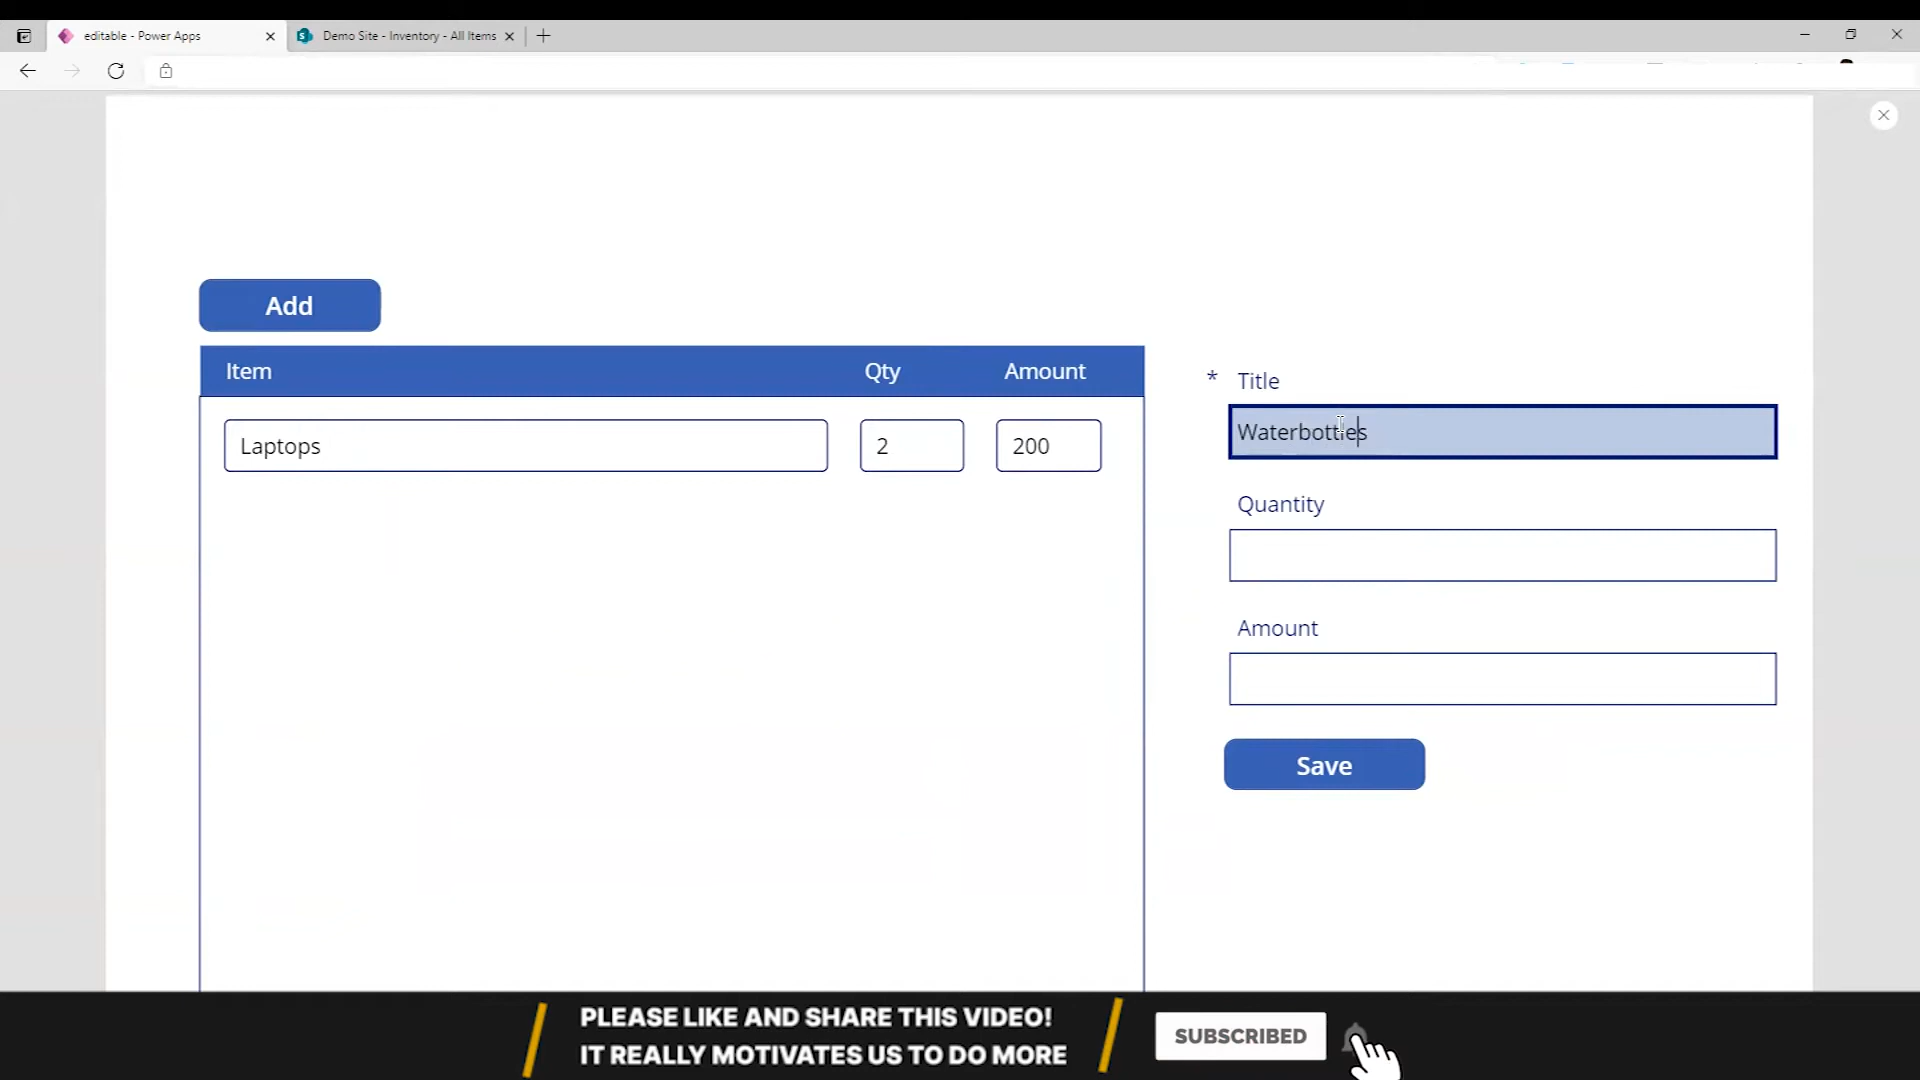 editable - Power Apps
Demo Site - Inventory - All Items
Add
Item Qty Amount
Laptops 2 200
* Title
Waterbottles
Quantity
Amount
Save
PLEASE LIKE AND SHARE THIS VIDEO!
IT REALLY MOTIVATES US TO DO MORE
SUBSCRIBED